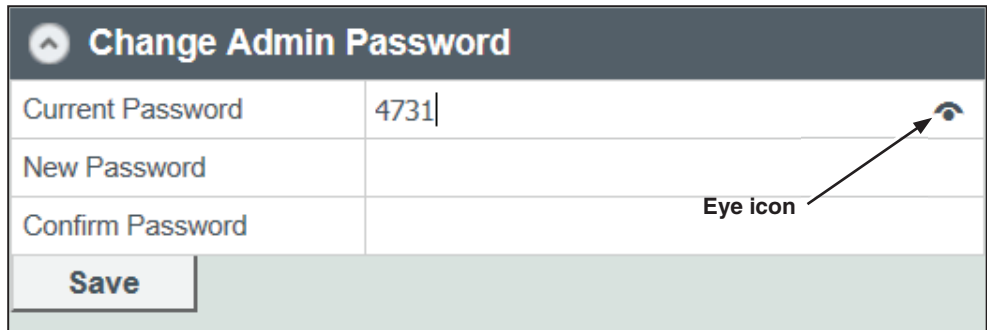 Change Admin Password
Current Password 4731
New Password
Confirm Password
Eye icon
Save